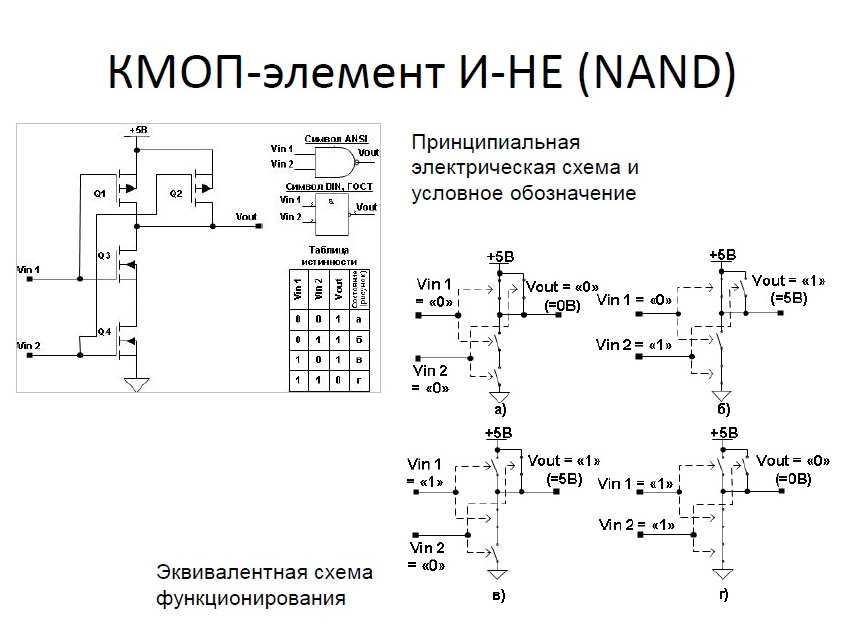 КМОП-элемент И-НЕ (NAND)
+5В
Q1
Q2
Vout
Vin 1
Q3
Q4
Vin 2
Символ ANSI
Vin 1
Vout
Vin 2
Символ DIN, ГОСТ
Vin 1
&
Vout
Vin 2
Таблица
истинности
Vin 1 Vin 2 Vout Состояние (рисунок)
0 0 1 а
0 1 1 б
1 0 1 в
1 1 0 г
Принципиальная
электрическая схема и
условное обозначение
+5В
Vin 1
= «0»
Vout = «0»
(=0В)
Vin 2
= «0»
а)
+5В
Vout = «1»
(=5В)
Vin 1 = «0»
Vin 2 = «1»
б)
+5В
Vin 1
= «1»
Vout = «1»
(=5В)
Vin 2
= «0»
в)
+5В
Vout = «0»
(=0В)
Vin 1 = «1»
Vin 2 = «1»
г)
Эквивалентная схема
функционирования